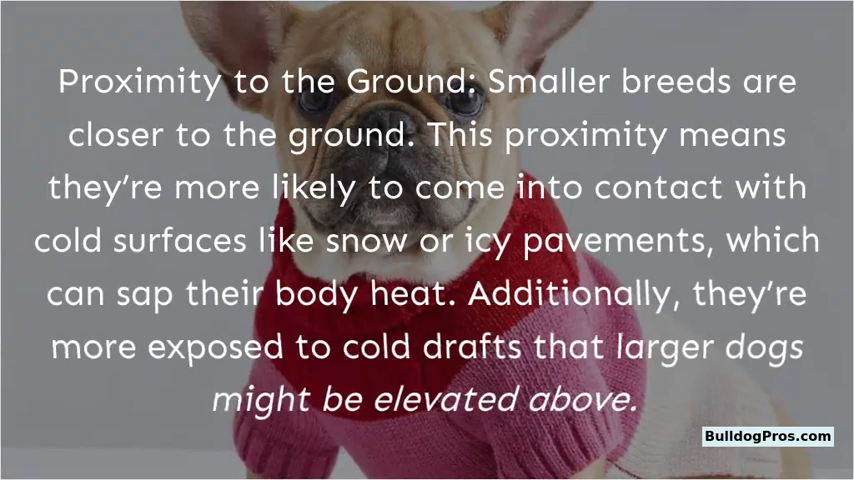 Proximity to the Ground: Smaller breeds are
closer to the ground. This proximity means
they’re more likely to come into contact with
cold surfaces like snow or icy pavements, which
can sap their body heat. Additionally, they’re
more exposed to cold drafts that larger dogs
might be elevated above.
BulldogPros.com